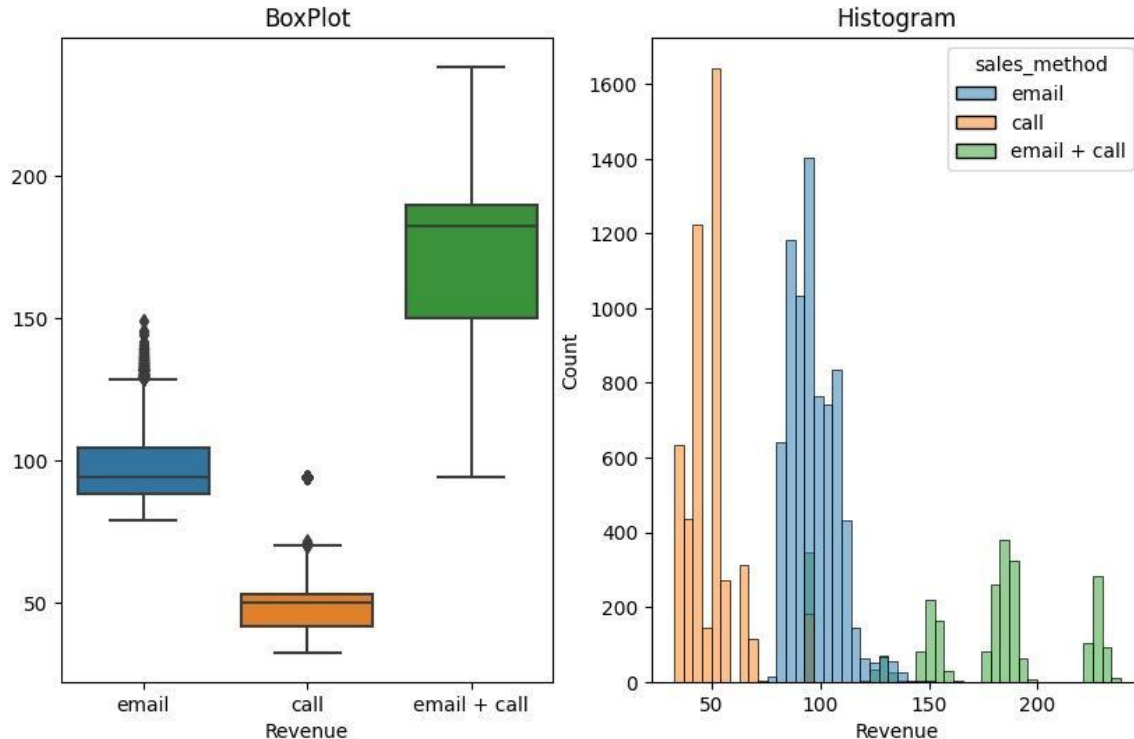 BoxPlot
200
150
100
50
email
call
email + call
Revenue
Histogram
Count
1600
1400
1200
1000
800
600
400
200
0
50
100
150
200
Revenue
sales_method
email
call
email + call